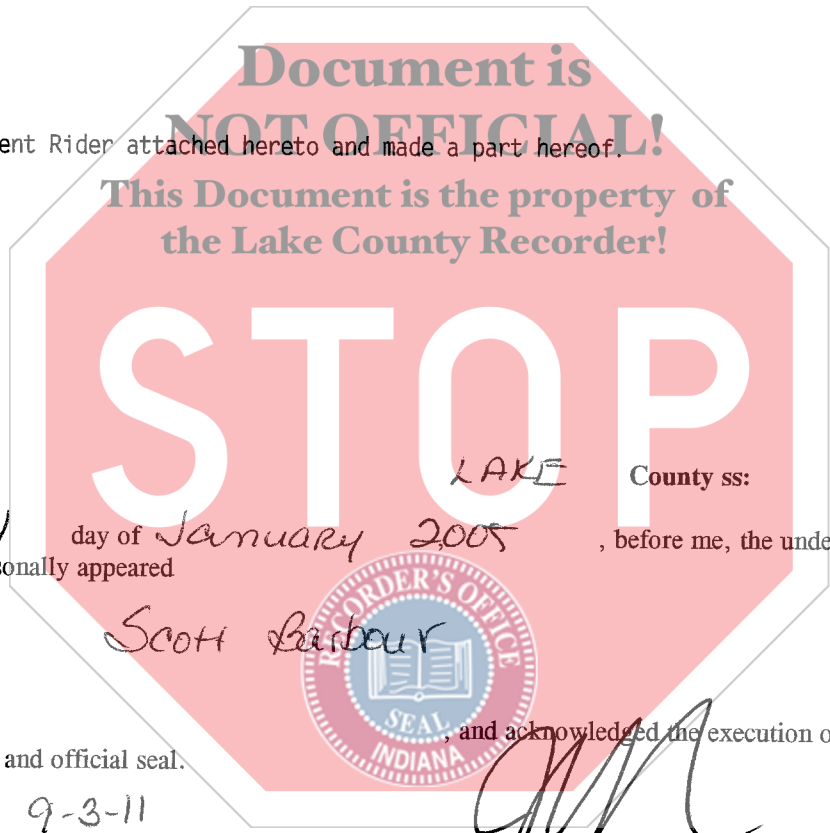 Document is
NOT OFFICIAL!
ent Rider attached hereto and made a part hereof.
This Document is the property of
the Lake County Recorder!
STOP
LAKE County ss:
day of January 2005 , before me, the unde
sonally appeared
Scott Barbour
RECORDER'S OFFICE
SEAL
INDIANA
, and acknowledged the execution o
and official seal.
9-3-11